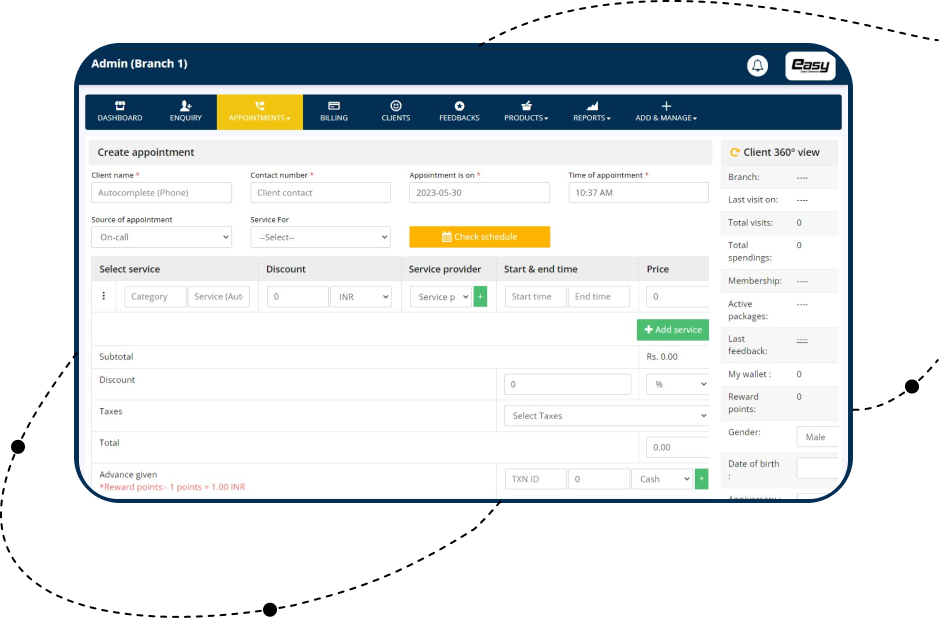 Admin (Branch 1)
easy
DASHBOARD
ENQUIRY
APPOINTMENTS
BILLING
CLIENTS
FEEDBACKS
PRODUCTS
REPORTS
ADD & MANAGE
Create appointment
Client name *
Contact number *
Appointment is on *
Time of appointment *
Autocomplete (Phone)
Client contact
2023-05-30
10:37 AM
Source of appointment
Service For
On-call
--Select--
Check schedule
Select service
Discount
Service provider
Start & end time
Price
Category
Service (Aut
0
INR
Service p
+
Start time
End time
0
+ Add service
Subtotal
Rs. 0.00
Discount
0
%
Taxes
Select Taxes
Total
0.00
Advance given
*Reward points:- 1 points = 1.00 INR
TXN ID
0
Cash
+
Client 360° view
Branch:
----
Last visit on:
----
Total visits:
0
Total
spendings:
0
Membership:
----
Active
packages:
----
Last
feedback:
----
My wallet :
0
Reward
points:
0
Gender:
Male
Date of birth
:
Anniversary